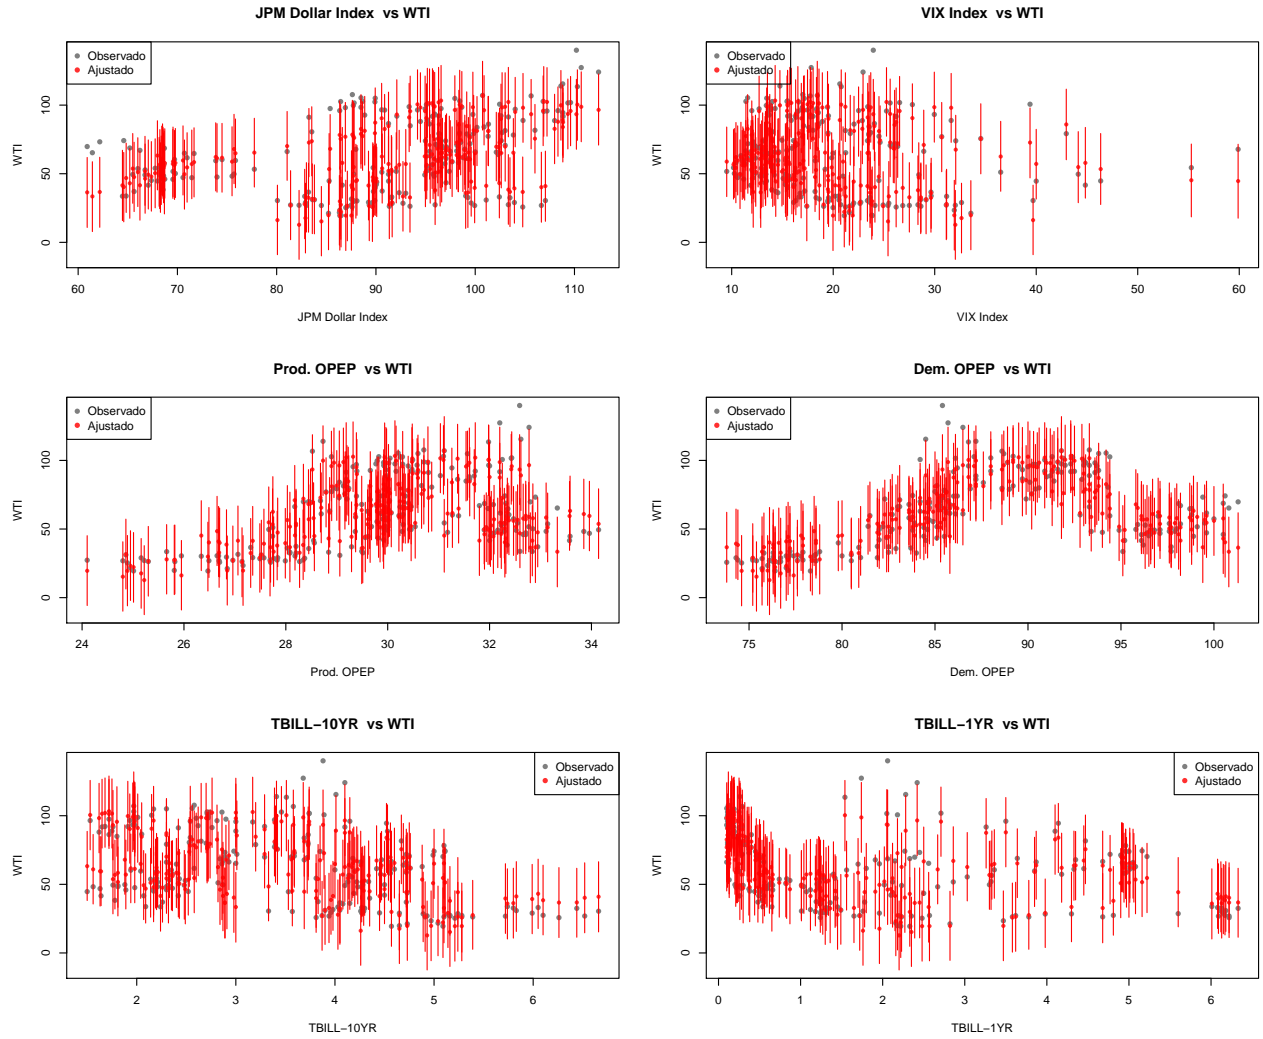 JPM Dollar Index vs WTI
Observado
Ajustado
WTI
0 50 100
60 70 80 90 100 110
JPM Dollar Index
VIX Index vs WTI
Observado
Ajustado
WTI
0 50 100
10 20 30 40 50 60
VIX Index
Prod. OPEP vs WTI
Observado
Ajustado
WTI
0 50 100
24 26 28 30 32 34
Prod. OPEP
Dem. OPEP vs WTI
Observado
Ajustado
WTI
0 50 100
75 80 85 90 95 100
Dem. OPEP
TBILL−10YR vs WTI
Observado
Ajustado
WTI
0 50 100
2 3 4 5 6
TBILL−10YR
TBILL−1YR vs WTI
Observado
Ajustado
WTI
0 50 100
0 1 2 3 4 5 6
TBILL−1YR